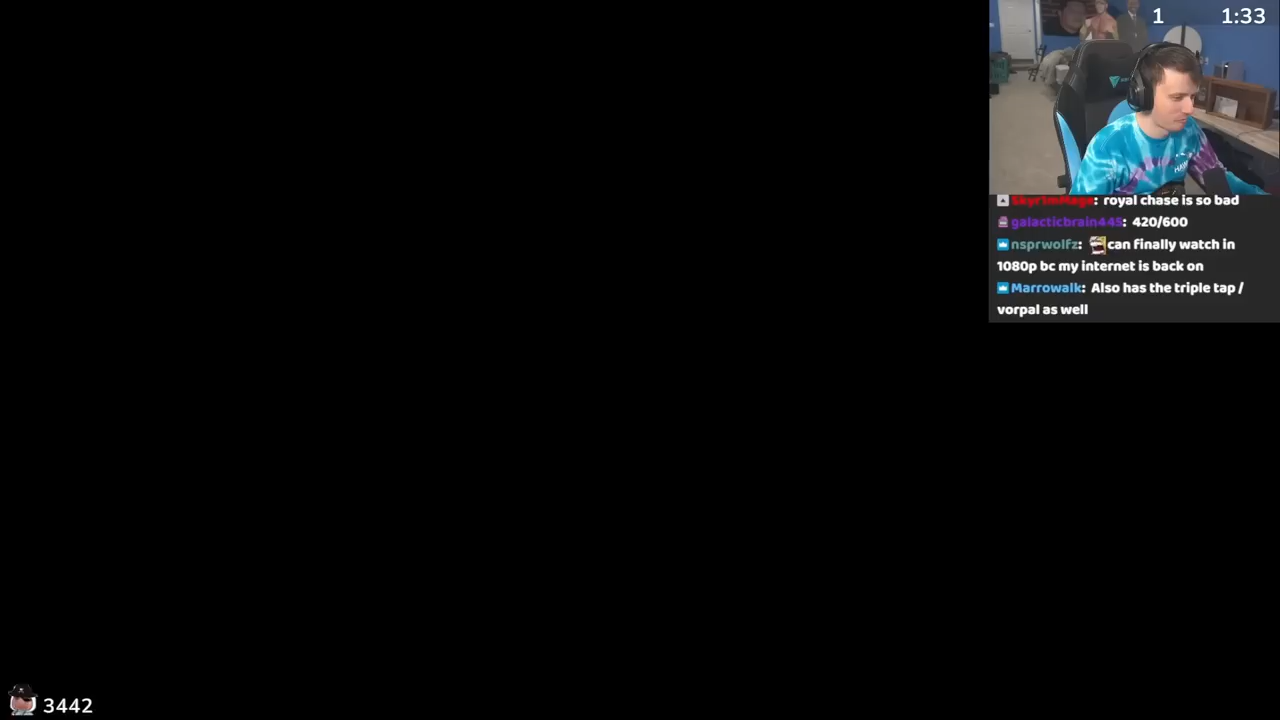 1 1:33
Skyr1mMage: royal chase is so bad
galacticbrain445: 420/600
nsprwolfz: can finally watch in
1080p bc my internet is back on
Marrowalk: Also has the triple tap /
vorpal as well
3442